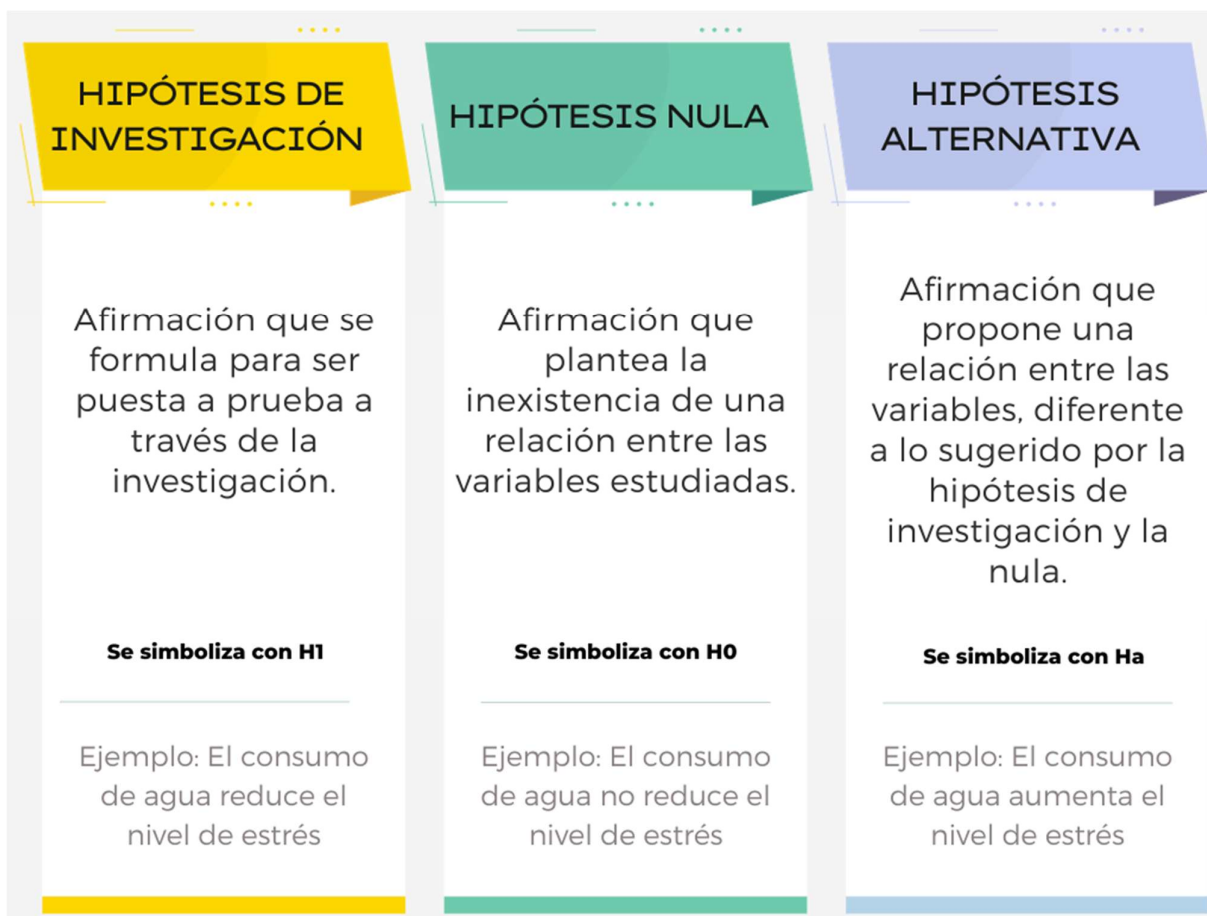 HIPÓTESIS DE
INVESTIGACIÓN
Afirmación que se
formula para ser
puesta a prueba a
través de la
investigación.
Se simboliza con H1
Ejemplo: El consumo
de agua reduce el
nivel de estrés
HIPÓTESIS NULA
Afirmación que
plantea la
inexistencia de una
relación entre las
variables estudiadas.
Se simboliza con H0
Ejemplo: El consumo
de agua no reduce el
nivel de estrés
HIPÓTESIS
ALTERNATIVA
Afirmación que
propone una
relación entre las
variables, diferente
a lo sugerido por la
hipótesis de
investigación y la
nula.
Se simboliza con Ha
Ejemplo: El consumo
de agua aumenta el
nivel de estrés